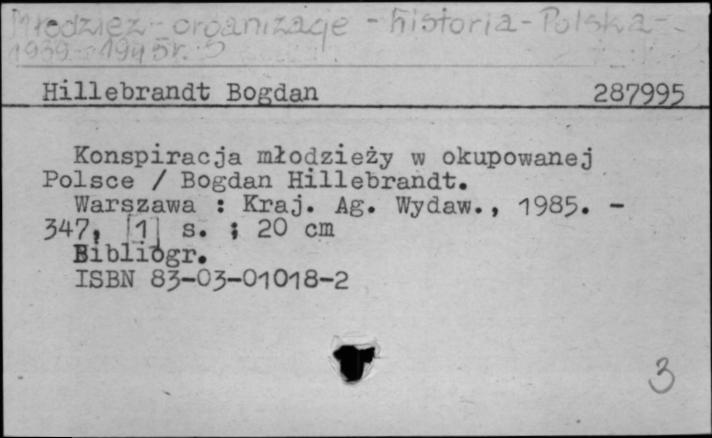 Młodzież - organizacje - historia - Polska -
1939-1945 r.
Hillebrandt Bogdan 287995
Konspiracja młodzieży w okupowanej
Polsce / Bogdan Hillebrandt.
Warszawa : Kraj. Ag. Wydaw., 1985. -
347, [1] s. ; 20 cm
Bibliogr.
ISBN 83-03-01018-2
3